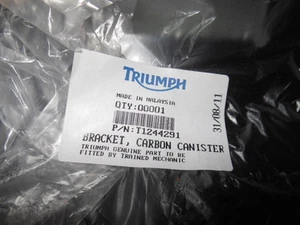 TRIUMPH
MADE IN MALAYSIA
QTY:00001
P/N:T1244291
31/08/11
BRACKET, CARBON CANISTER
TRIUMPH GENUINE PART TO BE
FITTED BY TRAINED MECHANIC